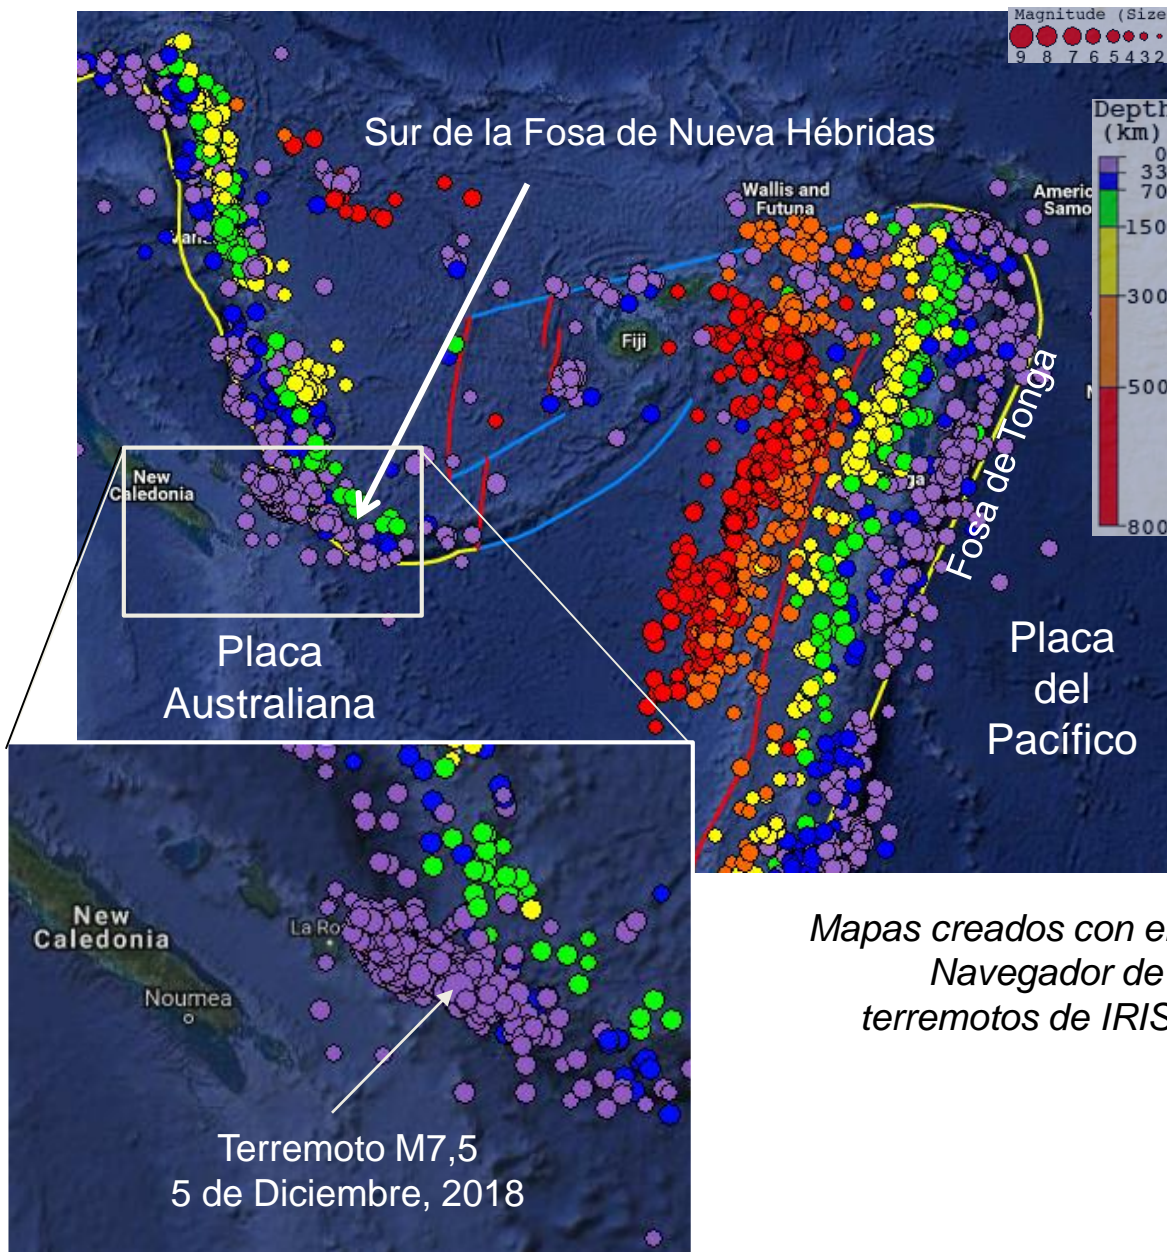 Magnitude (Size
9 8 7 6 5 4 3 2
Depth
(km)
0
33
70
150
300
500
800
Sur de la Fosa de Nueva Hébridas
Wallis and
Futuna
Americ
Samo
Fiji
Fosa de Tonga
New
Caledonia
Placa
Australiana
Placa
del
Pacífico
New
Caledonia
La Ro
Noumea
Terremoto M7,5
5 de Diciembre, 2018
Mapas creados con el
Navegador de
terremotos de IRIS